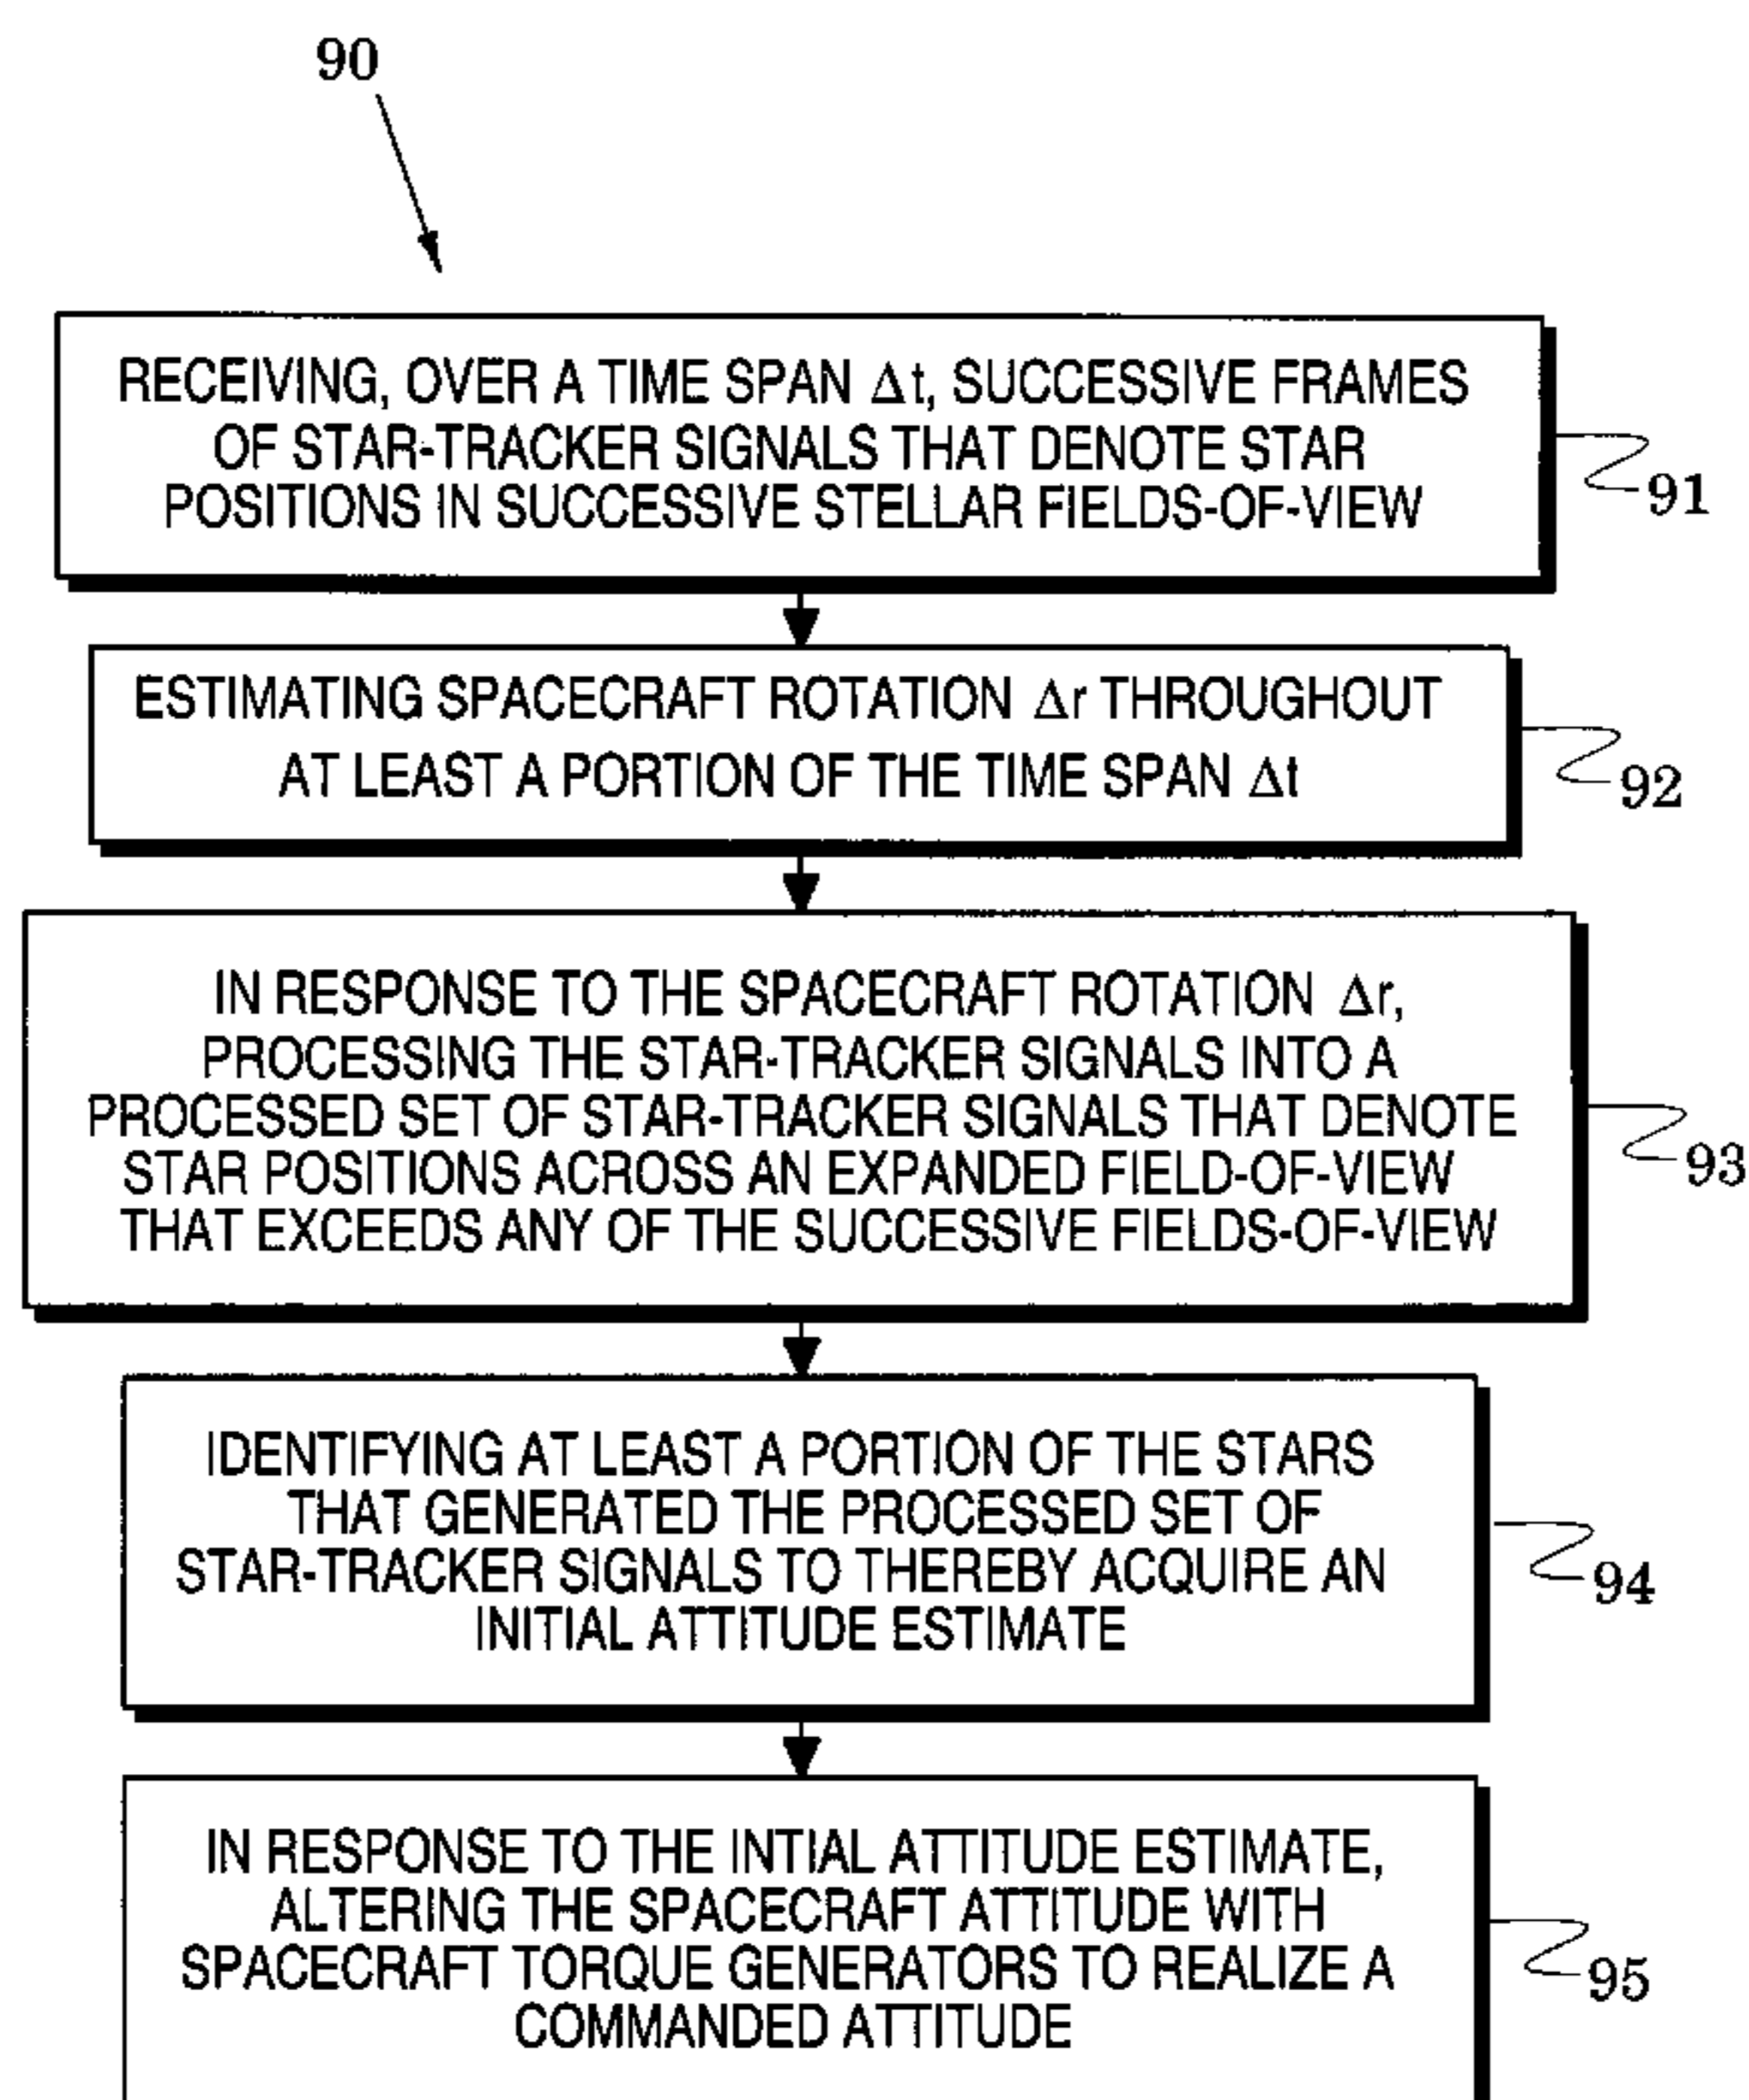 90
RECEIVING, OVER A TIME SPAN Δt, SUCCESSIVE FRAMES
OF STAR-TRACKER SIGNALS THAT DENOTE STAR
POSITIONS IN SUCCESSIVE STELLAR FIELDS-OF-VIEW
91
ESTIMATING SPACECRAFT ROTATION Δr THROUGHOUT
AT LEAST A PORTION OF THE TIME SPAN Δt
92
IN RESPONSE TO THE SPACECRAFT ROTATION Δr,
PROCESSING THE STAR-TRACKER SIGNALS INTO A
PROCESSED SET OF STAR-TRACKER SIGNALS THAT DENOTE
STAR POSITIONS ACROSS AN EXPANDED FIELD-OF-VIEW
THAT EXCEEDS ANY OF THE SUCCESSIVE FIELDS-OF-VIEW
93
IDENTIFYING AT LEAST A PORTION OF THE STARS
THAT GENERATED THE PROCESSED SET OF
STAR-TRACKER SIGNALS TO THEREBY ACQUIRE AN
INITIAL ATTITUDE ESTIMATE
94
IN RESPONSE TO THE INTIAL ATTITUDE ESTIMATE,
ALTERING THE SPACECRAFT ATTITUDE WITH
SPACECRAFT TORQUE GENERATORS TO REALIZE A
COMMANDED ATTITUDE
95